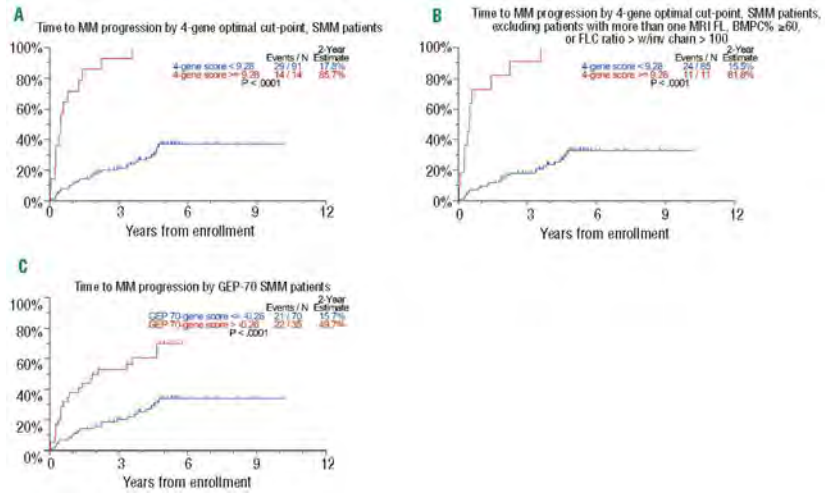 A
Time to MM progression by 4-gene optimal cut-point, SMM patients
2-Year
Events / N Estimate
4-gene score < 9.28 29 / 91 17.8%
4-gene score >= 9.28 14 / 14 85.7%
P < .0001
100%
80%
60%
40%
20%
0%
0 3 6 9 12
Years from enrollment
B
Time to MM progression by 4-gene optimal cut-point, SMM patients,
excluding patients with more than one MRI FL, BMPC% ≥60,
or FLC ratio > w/inv chain > 100
2-Year
Events / N Estimate
4-gene score < 9.28 24 / 85 15.5%
4-gene score >= 9.28 11 / 11 81.8%
P < .0001
100%
80%
60%
40%
20%
0%
0 3 6 9 12
Years from enrollment
C
Time to MM progression by GEP-70 SMM patients
2-Year
Events / N Estimate
GEP 70-gene score <= -0.26 21 / 70 15.7%
GEP 70-gene score > -0.26 22 / 35 49.7%
P < .0001
100%
80%
60%
40%
20%
0%
0 3 6 9 12
Years from enrollment